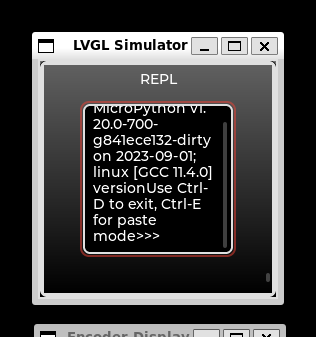 LVGL Simulator
REPL
MicroPython v1.
20.0-700-
g841ece132-dirty
on 2023-09-01;
linux [GCC 11.4.0]
versionUse Ctrl-
D to exit, Ctrl-E
for paste
mode>>>
Encoder Display